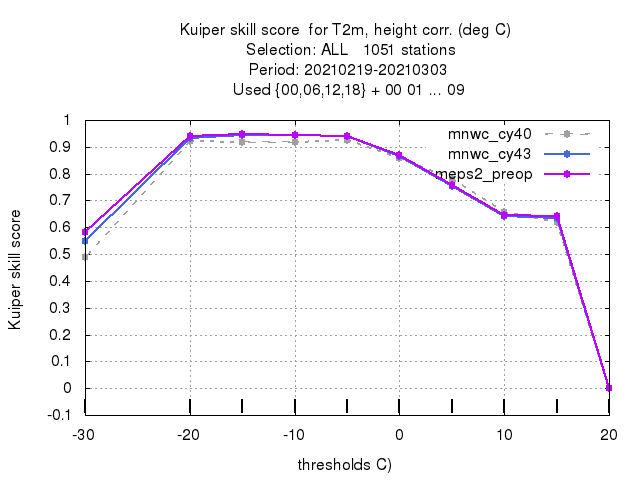 Kuiper skill score for T2m, height corr. (deg C)
Selection: ALL 1051 stations
Period: 20210219-20210303
Used {00,06,12,18} + 00 01 ... 09
mnwc_cy40
mnwc_cy43
meps2_preop
Kuiper skill score
1
0.9
0.8
0.7
0.6
0.5
0.4
0.3
0.2
0.1
0
-0.1
-30
-20
-10
0
10
20
thresholds C)